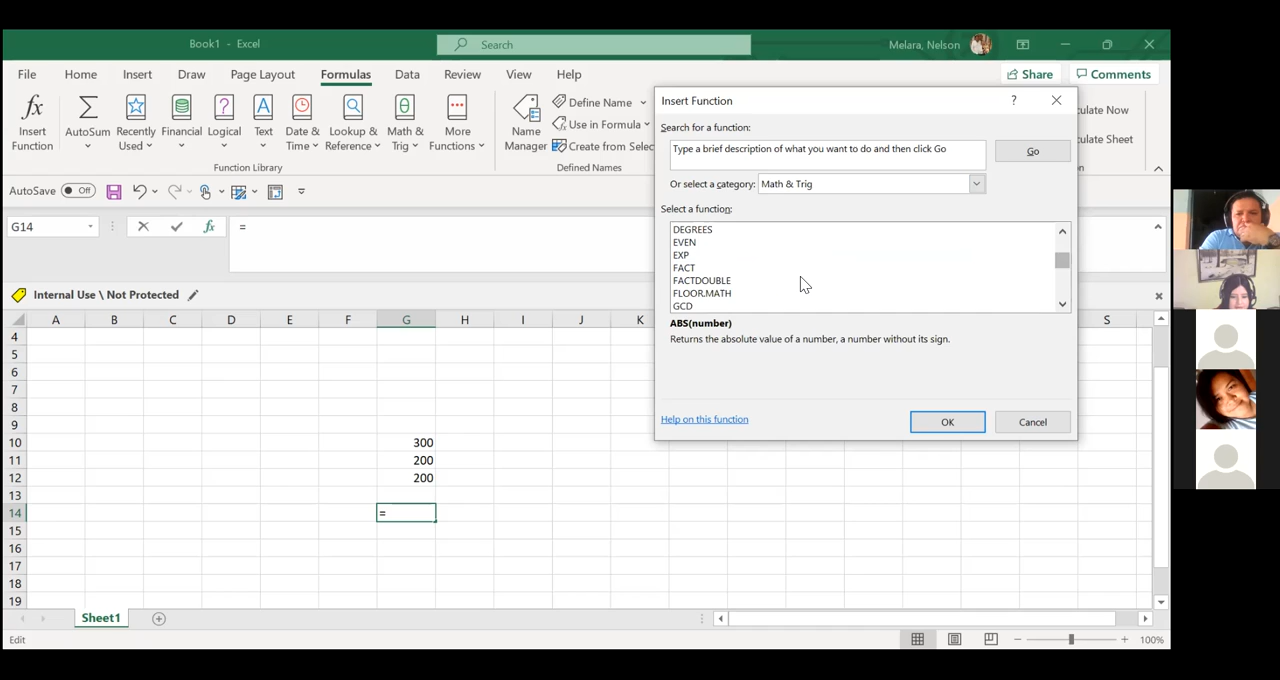 Book1 - Excel
Search
Melara, Nelson
File Home Insert Draw Page Layout Formulas Data Review View Help
Share Comments
fx
Insert Function
AutoSum
Recently Used
Financial
Logical
Text
Date & Time
Lookup & Reference
Math & Trig
More Functions
Function Library
Name Manager
Define Name
Use in Formula
Create from Selec
Defined Names
culate Now
culate Sheet
AutoSave Off
G14
fx
=
Internal Use \ Not Protected
Insert Function
?
Search for a function:
Type a brief description of what you want to do and then click Go
Go
Or select a category: Math & Trig
Select a function:
DEGREES
EVEN
EXP
FACT
FACTDOUBLE
FLOOR.MATH
GCD
ABS(number)
Returns the absolute value of a number, a number without its sign.
Help on this function
OK
Cancel
A B C D E F G H I J K S
4
5
6
7
8
9
10 300
11 200
12 200
13
14 =
15
16
17
18
19
Sheet1
Edit
100%